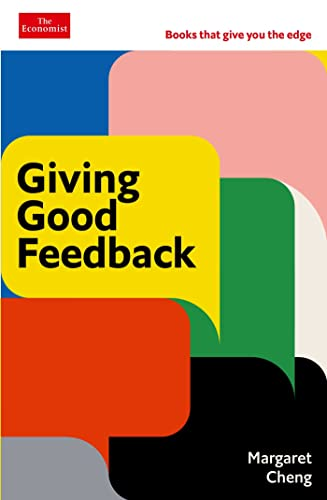 The
Economist
Books that give you the edge
Giving
Good
Feedback
Margaret
Cheng